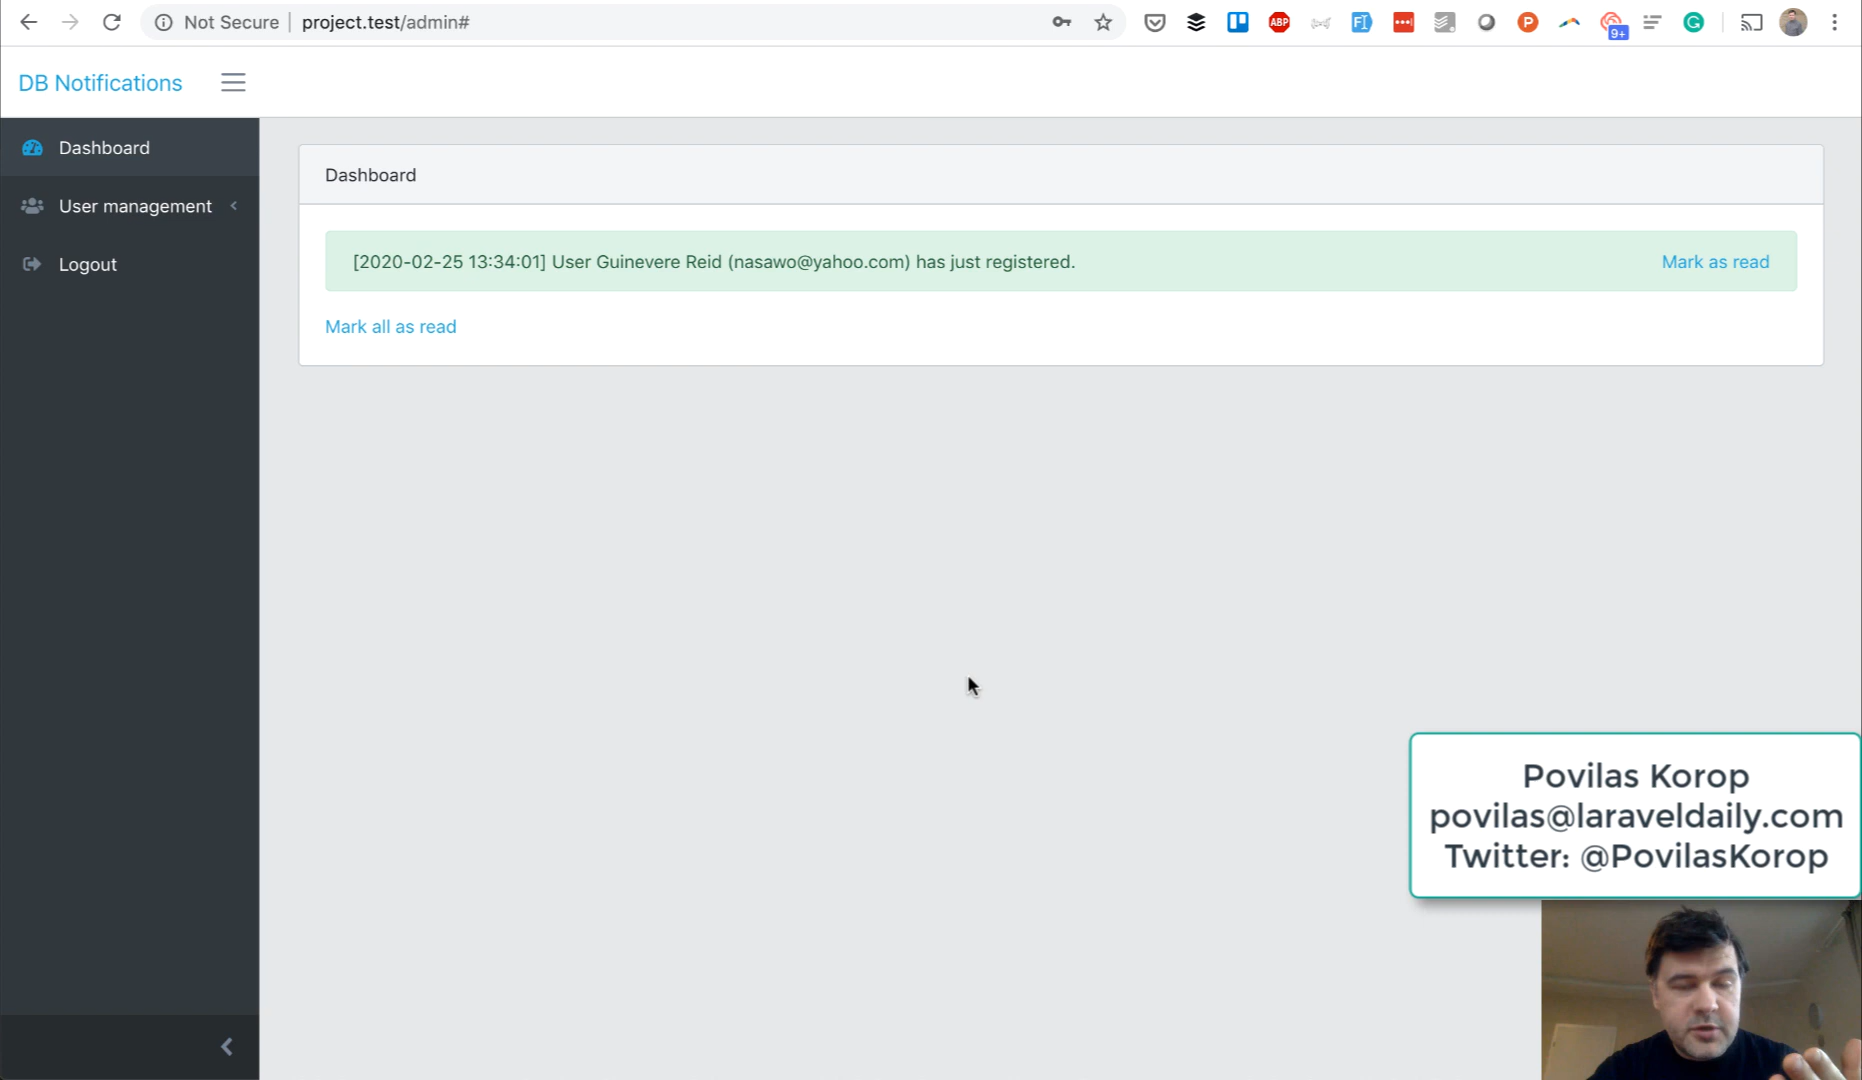 Not Secure | project.test/admin#
ABP
9+
DB Notifications
Dashboard
User management
Logout
Dashboard
[2020-02-25 13:34:01] User Guinevere Reid (nasawo@yahoo.com) has just registered.
Mark as read
Mark all as read
Povilas Korop
povilas@laraveldaily.com
Twitter: @PovilasKorop